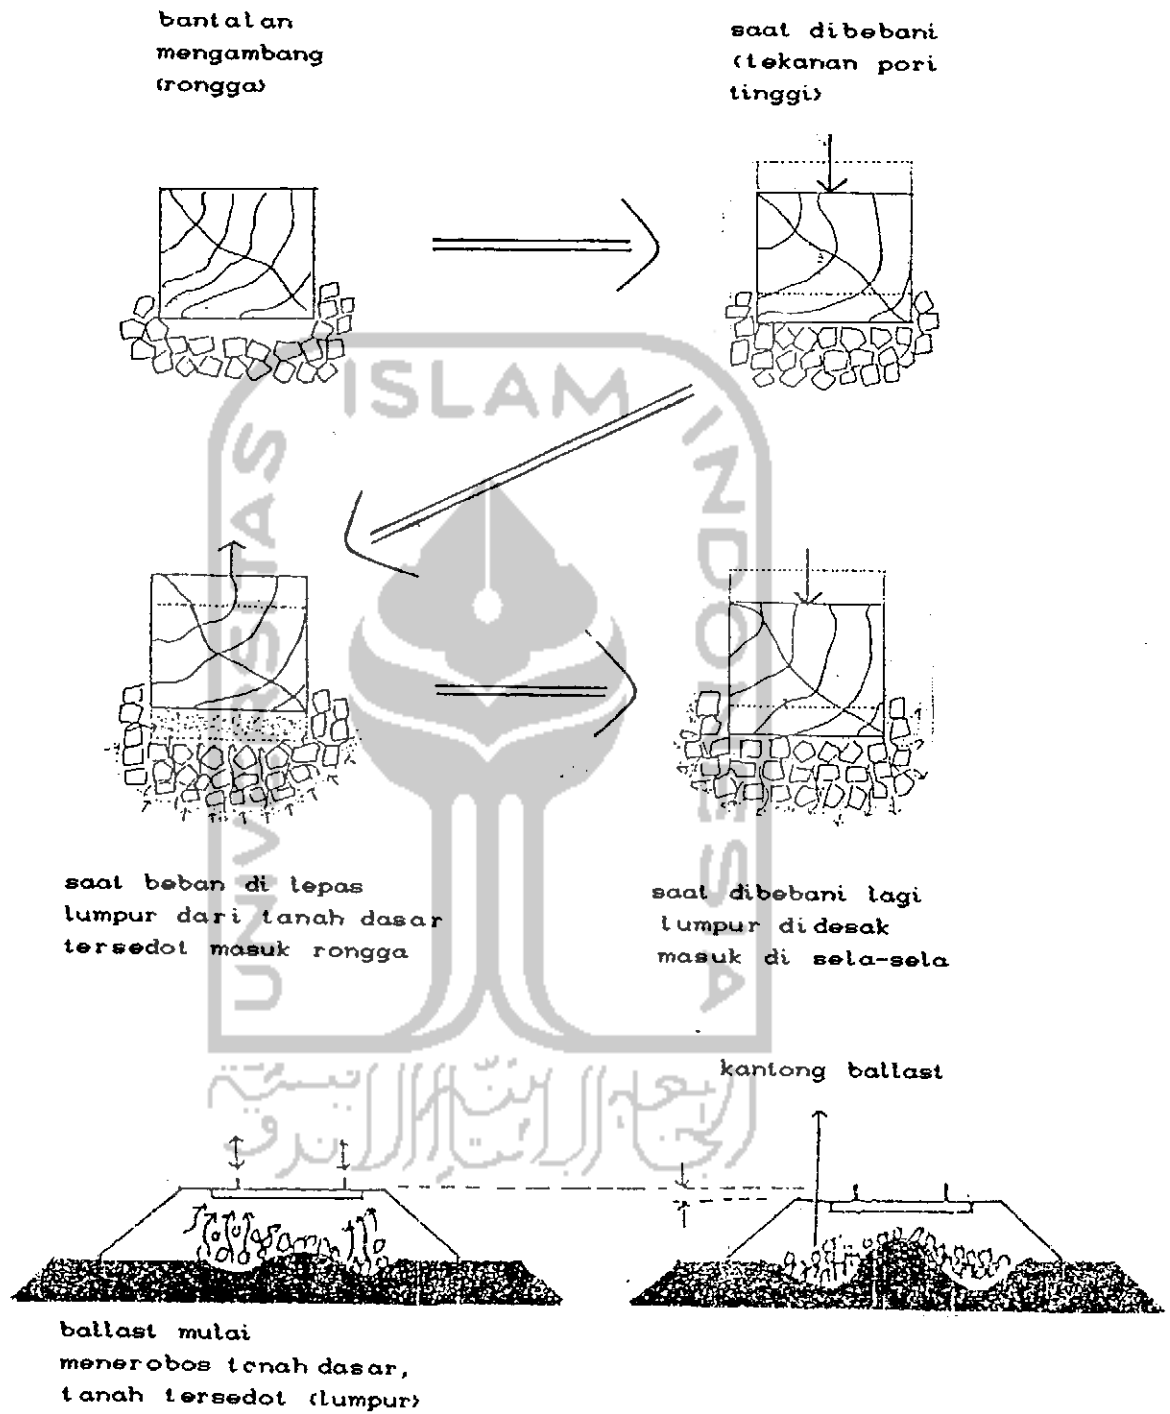 bantalan
mengambang
(rongga)
saat dibebani
(tekanan pori
tinggi)
ISLAM
UNIVERSITAS
INDONESIA
saat beban di lepas
lumpur dari tanah dasar
tersedot masuk rongga
saat dibebani lagi
lumpur didesak
masuk di sela-sela
kantong ballast
ballast mulai
menerobos tanah dasar,
tanah tersedot (lumpur)